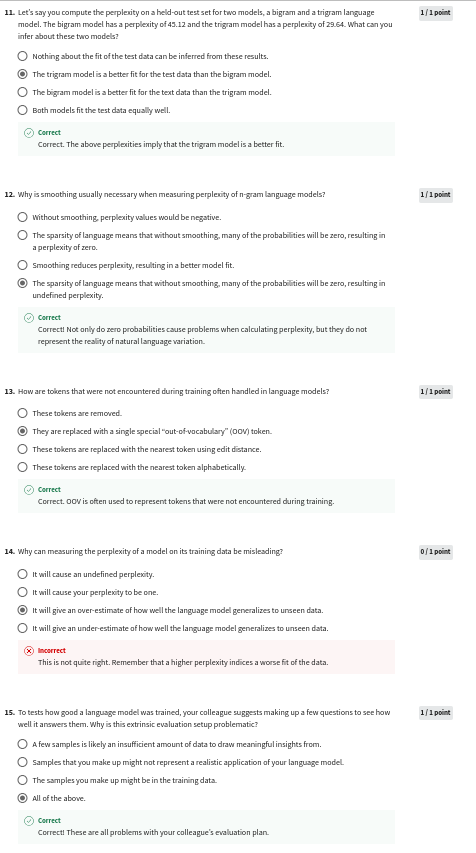 11. Let's say you compute the perplexity on a held-out test set for two models, a bigram and a trigram language
model. The bigram model has a perplexity of 45.12 and the trigram model has a perplexity of 29.64. What can you
infer about these two models?
1 / 1 point
Nothing about the fit of the test data can be inferred from these results.
The trigram model is a better fit for the test data than the bigram model.
The bigram model is a better fit for the text data than the trigram model.
Both models fit the test data equally well.
Correct
Correct. The above perplexities imply that the trigram model is a better fit.
12. Why is smoothing usually necessary when measuring perplexity of n-gram language models?
1 / 1 point
Without smoothing, perplexity values would be negative.
The sparsity of language means that without smoothing, many of the probabilities will be zero, resulting in
a perplexity of zero.
Smoothing reduces perplexity, resulting in a better model fit.
The sparsity of language means that without smoothing, many of the probabilities will be zero, resulting in
undefined perplexity.
Correct
Correct! Not only do zero probabilities cause problems when calculating perplexity, but they do not
represent the reality of natural language variation.
13. How are tokens that were not encountered during training often handled in language models?
1 / 1 point
These tokens are removed.
They are replaced with a single special “out-of-vocabulary” (OOV) token.
These tokens are replaced with the nearest token using edit distance.
These tokens are replaced with the nearest token alphabetically.
Correct
Correct. OOV is often used to represent tokens that were not encountered during training.
14. Why can measuring the perplexity of a model on its training data be misleading?
0 / 1 point
It will cause an undefined perplexity.
It will cause your perplexity to be one.
It will give an over-estimate of how well the language model generalizes to unseen data.
It will give an under-estimate of how well the language model generalizes to unseen data.
Incorrect
This is not quite right. Remember that a higher perplexity indices a worse fit of the data.
15. To tests how good a language model was trained, your colleague suggests making up a few questions to see how
well it answers them. Why is this extrinsic evaluation setup problematic?
1 / 1 point
A few samples is likely an insufficient amount of data to draw meaningful insights from.
Samples that you make up might not represent a realistic application of your language model.
The samples you make up might be in the training data.
All of the above.
Correct
Correct! These are all problems with your colleague's evaluation plan.